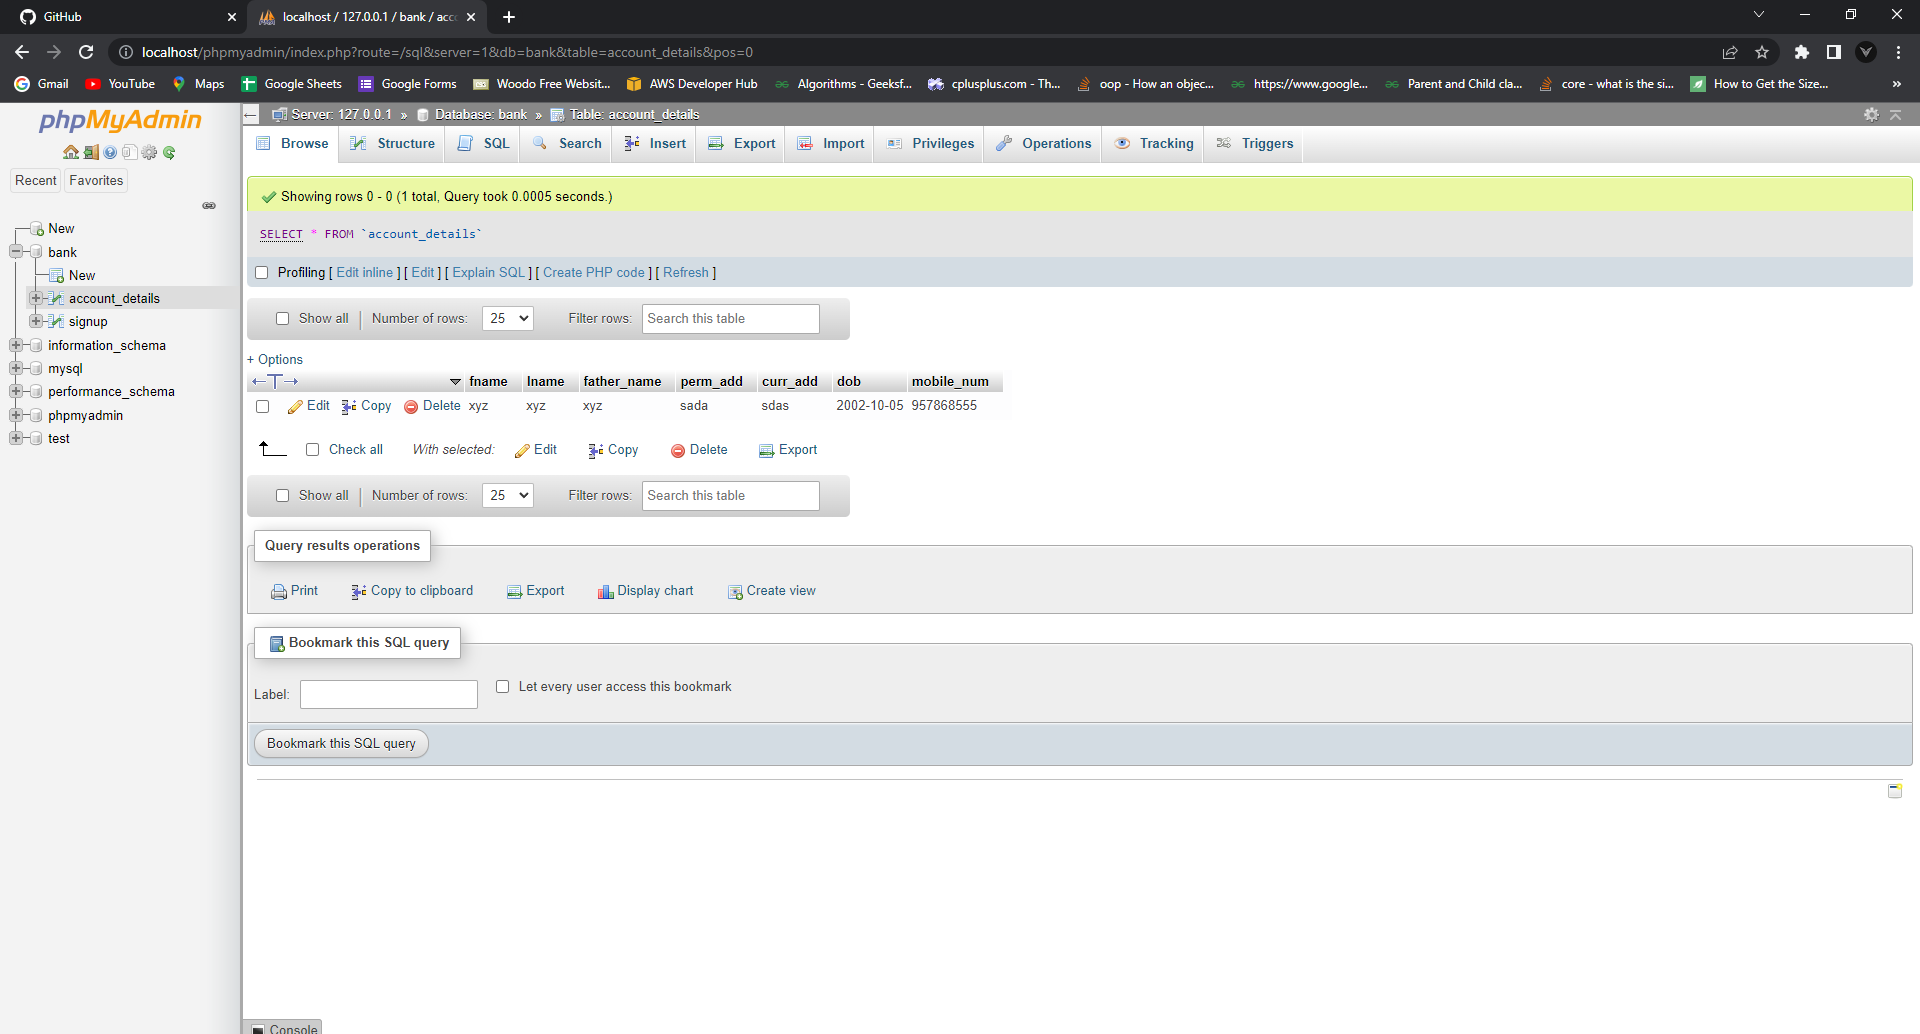 GitHub
localhost / 127.0.0.1 / bank / acc
localhost/phpmyadmin/index.php?route=/sql&server=1&db=bank&table=account_details&pos=0
Gmail YouTube Maps Google Sheets Google Forms Woodo Free Websit... AWS Developer Hub Algorithms - Geeksf... cplusplus.com - Th... oop - How an objec... https://www.google... Parent and Child cla... core - what is the si... How to Get the Size...
phpMyAdmin
Recent Favorites
New
bank
New
account_details
signup
information_schema
mysql
performance_schema
phpmyadmin
test
Server: 127.0.0.1 » Database: bank » Table: account_details
Browse Structure SQL Search Insert Export Import Privileges Operations Tracking Triggers
Showing rows 0 - 0 (1 total, Query took 0.0005 seconds.)
SELECT * FROM `account_details`
Profiling [ Edit inline ] [ Edit ] [ Explain SQL ] [ Create PHP code ] [ Refresh ]
Show all Number of rows: 25 Filter rows: Search this table
+ Options
←T→ fname lname father_name perm_add curr_add dob mobile_num
Edit Copy Delete xyz xyz xyz sada sdas 2002-10-05 957868555
Check all With selected: Edit Copy Delete Export
Show all Number of rows: 25 Filter rows: Search this table
Query results operations
Print Copy to clipboard Export Display chart Create view
Bookmark this SQL query
Label: Let every user access this bookmark
Bookmark this SQL query
Console